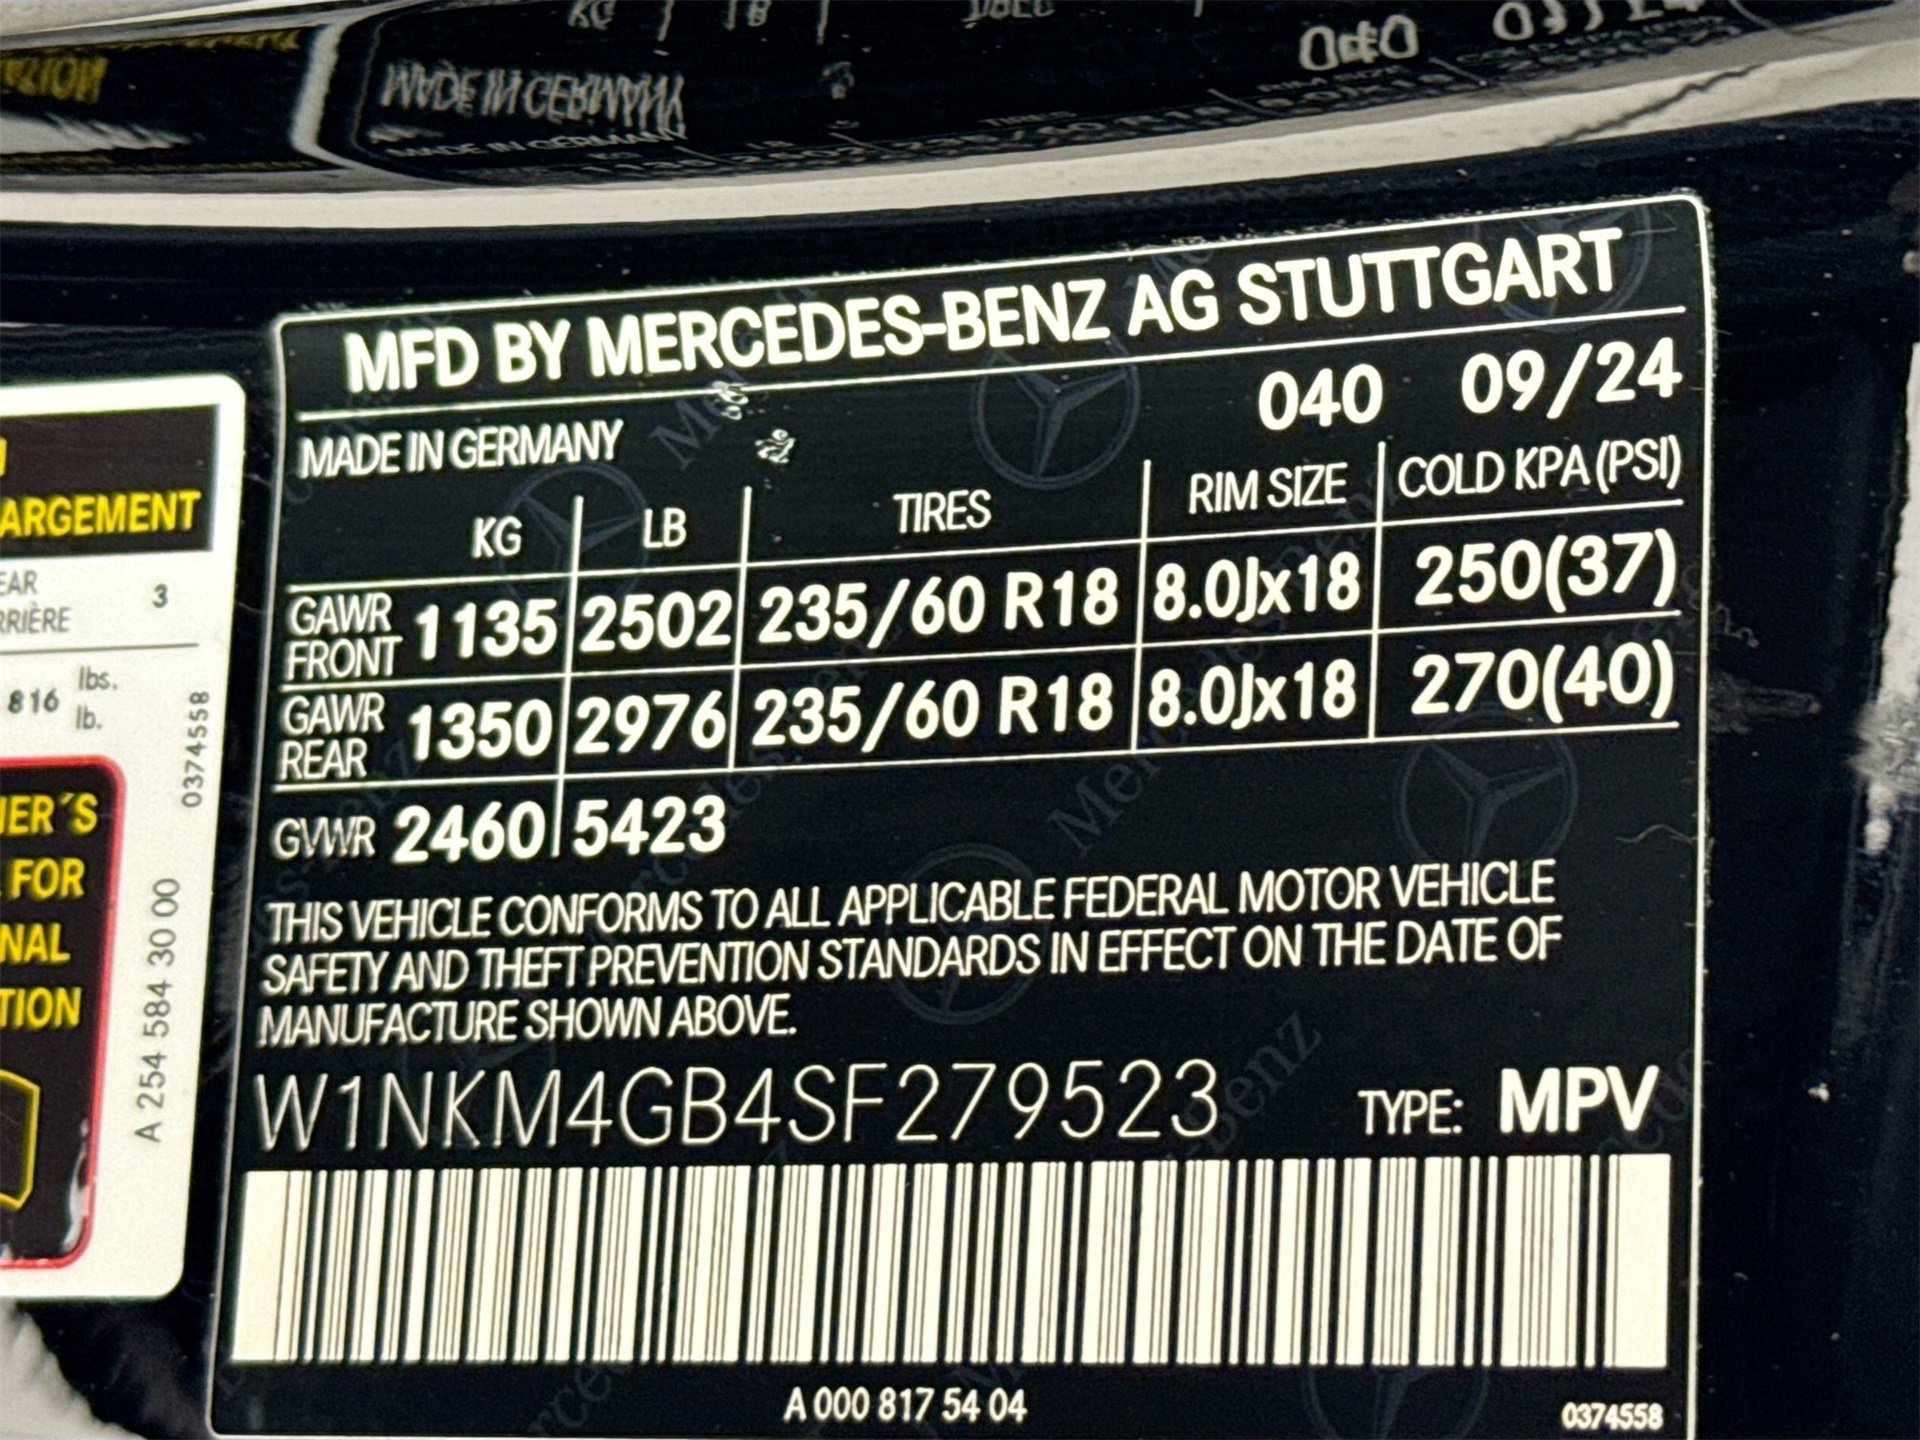 MFD BY MERCEDES-BENZ AG STUTTGART
040 09/24
MADE IN GERMANY
KG LB TIRES RIM SIZE COLD KPA (PSI)
GAWR FRONT 1135 2502 235/60 R18 8.0Jx18 250(37)
GAWR REAR 1350 2976 235/60 R18 8.0Jx18 270(40)
GVWR 2460 5423
THIS VEHICLE CONFORMS TO ALL APPLICABLE FEDERAL MOTOR VEHICLE
SAFETY AND THEFT PREVENTION STANDARDS IN EFFECT ON THE DATE OF
MANUFACTURE SHOWN ABOVE.
W1NKM4GB4SF279523 TYPE: MPV
A 000 817 54 04
0374558
ARGEMENT
3
816 lbs.
lb.
0374558
FOR
A 254 584 30 00